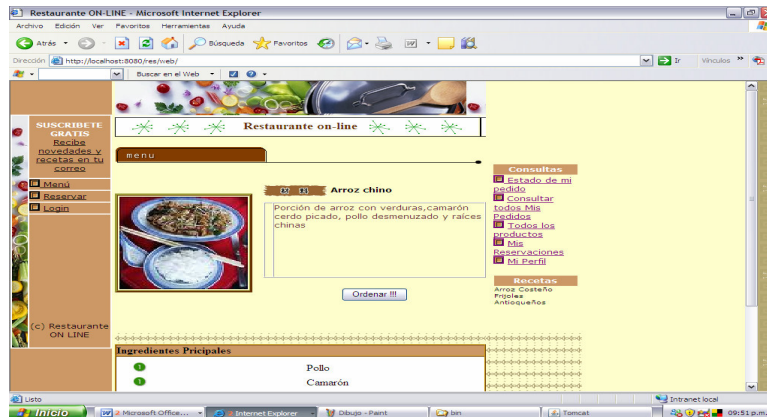 Restaurante ON-LINE - Microsoft Internet Explorer
Archivo Edición Ver Favoritos Herramientas Ayuda
Atrás Búsqueda Favoritos
Dirección http://localhost:8080/res/web/ Ir Vínculos »
Buscar en el Web
SUSCRIBETE
GRATIS
Recibe
novedades y
recetas en tu
correo
Menú
Reservar
Login
(c) Restaurante
ON LINE
Restaurante on-line
menu
Arroz chino
Porción de arroz con verduras,camarón
cerdo picado, pollo desmenuzado y raíces
chinas
Ordenar !!!
Ingredientes Pricipales
1 Pollo
Camarón
Consultas
Estado de mi
pedido
Consultar
todos Mis
Pedidos
Todos los
productos
Mis
Reservaciones
Mi Perfil
Recetas
Arroz Costeño
Frijoles
Antioqueños
Listo Intranet local
Inicio 2 Microsoft Office... 2 Internet Explorer Dibujo - Paint bin Tomcat 09:51 p.m.